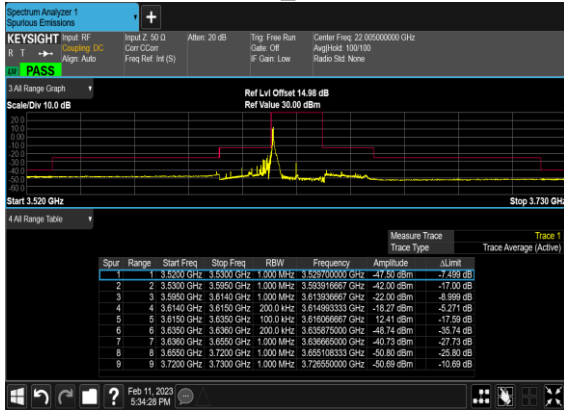 Spectrum Analyzer 1
Spurious Emissions
+
KEYSIGHT Input: RF Input Z: 50 Ω Atten: 20 dB Trig: Free Run Center Freq: 22.005000000 GHz
R T Coupling: DC Corr CCorr Gate: Off Avg|Hold: 100/100
Align: Auto Freq Ref: Int (S) IF Gain: Low Radio Std: None
PASS
3 All Range Graph
Ref Lvl Offset 14.98 dB
Scale/Div 10.0 dB Ref Value 30.00 dBm
20.0
10.0
0.00
-10.0
-20.0
-30.0
-40.0
-50.0
-60.0
Start 3.520 GHz Stop 3.730 GHz
4 All Range Table
Measure Trace Trace 1
Trace Type Trace Average (Active)
Spur Range Start Freq Stop Freq RBW Frequency Amplitude ΔLimit
1 1 3.5200 GHz 3.5300 GHz 1.000 MHz 3.529700000 GHz -47.50 dBm -7.499 dB
2 2 3.5300 GHz 3.5950 GHz 1.000 MHz 3.593916667 GHz -42.00 dBm -17.00 dB
3 3 3.5950 GHz 3.6140 GHz 1.000 MHz 3.613936667 GHz -22.00 dBm -8.999 dB
4 4 3.6140 GHz 3.6150 GHz 200.0 kHz 3.614993333 GHz -18.27 dBm -5.271 dB
5 5 3.6150 GHz 3.6350 GHz 100.0 kHz 3.616066667 GHz 12.41 dBm -17.59 dB
6 6 3.6350 GHz 3.6360 GHz 200.0 kHz 3.635875000 GHz -48.74 dBm -35.74 dB
7 7 3.6360 GHz 3.6550 GHz 1.000 MHz 3.636665000 GHz -40.73 dBm -27.73 dB
8 8 3.6550 GHz 3.7200 GHz 1.000 MHz 3.655108333 GHz -50.80 dBm -25.80 dB
9 9 3.7200 GHz 3.7300 GHz 1.000 MHz 3.726550000 GHz -50.69 dBm -10.69 dB
? Feb 11, 2023
5:34:28 PM